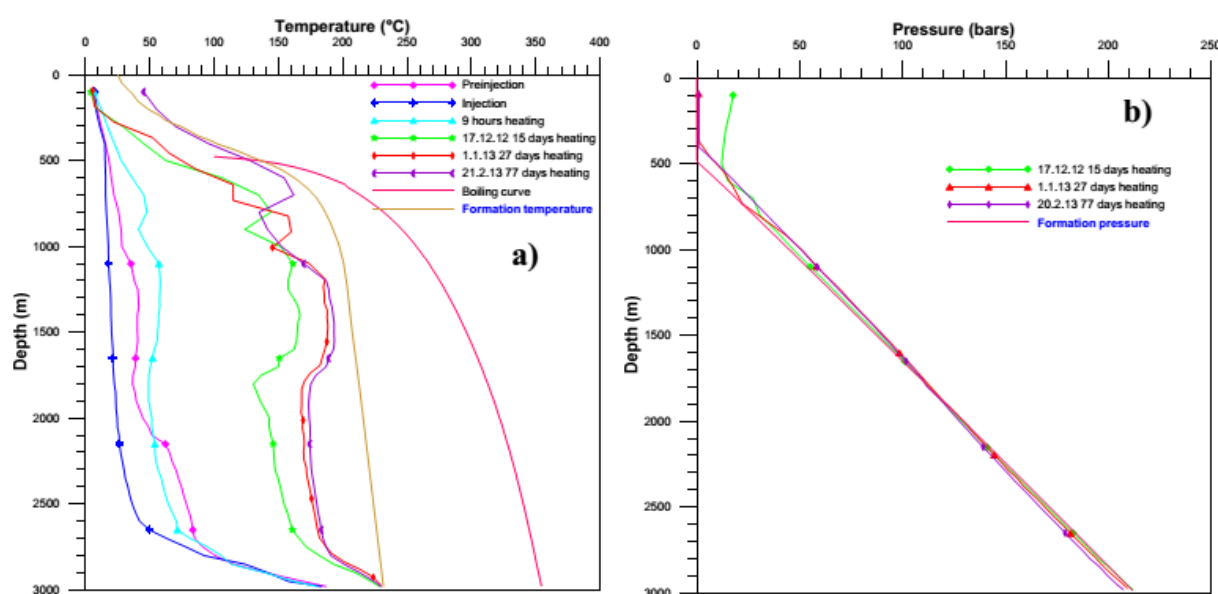 Temperature (°C)
0 50 100 150 200 250 300 350 400
0
500
1000
1500
2000
2500
3000
Depth (m)
Preinjection
Injection
9 hours heating
17.12.12 15 days heating
1.1.13 27 days heating
21.2.13 77 days heating
Boiling curve
Formation temperature
a)
Pressure (bars)
0 50 100 150 200 250
0
500
1000
1500
2000
2500
3000
Depth (m)
b)
17.12.12 15 days heating
1.1.13 27 days heating
20.2.13 77 days heating
Formation pressure